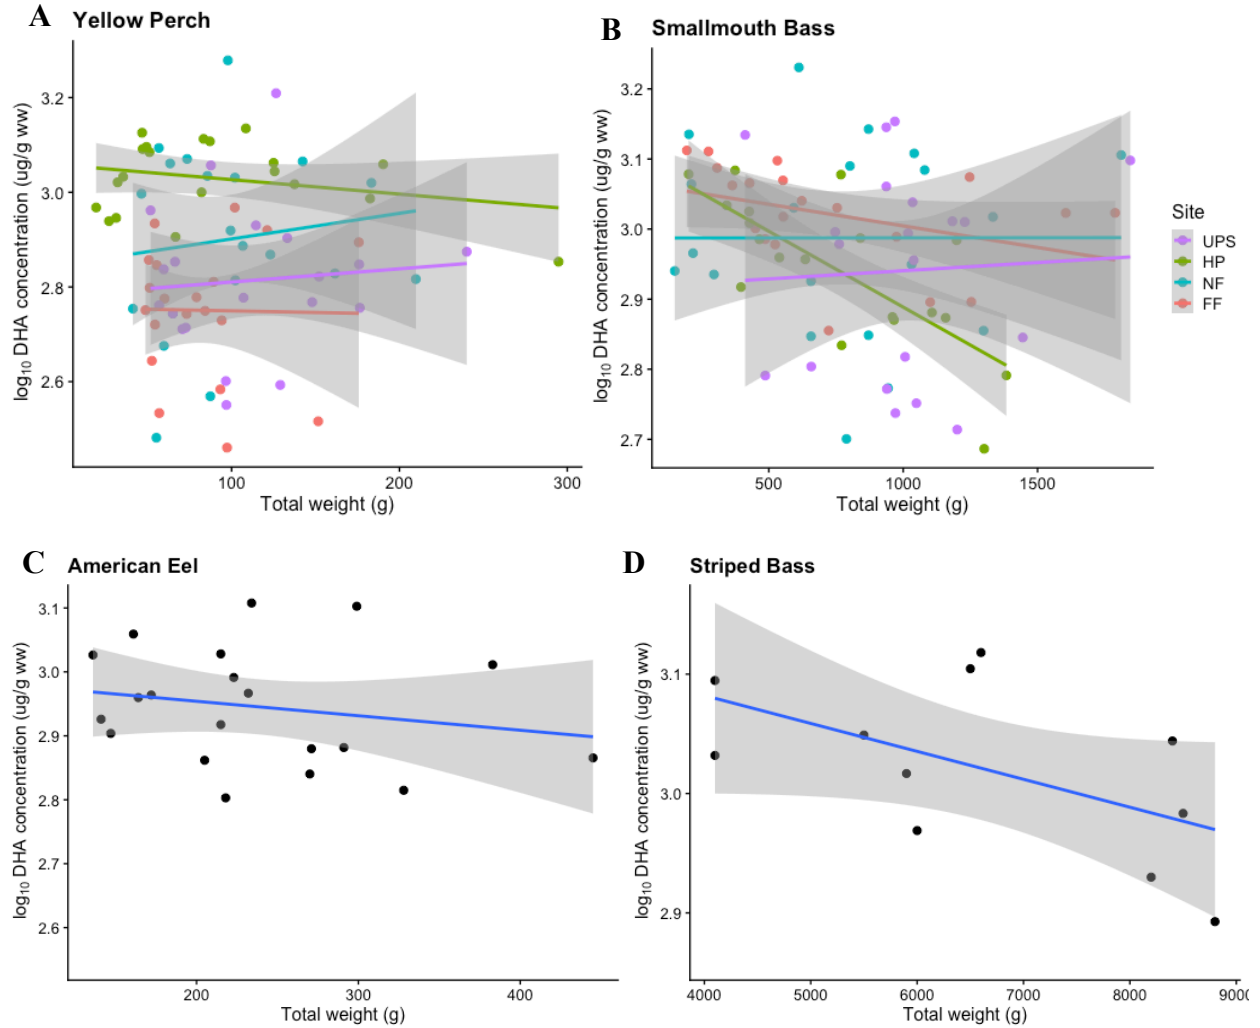 A Yellow Perch
log10 DHA concentration (ug/g ww)
3.2
3.0
2.8
2.6
100 200 300
Total weight (g)
B Smallmouth Bass
log10 DHA concentration (ug/g ww)
3.2
3.1
3.0
2.9
2.8
2.7
500 1000 1500
Total weight (g)
Site
UPS
HP
NF
FF
C American Eel
log10 DHA concentration (ug/g ww)
3.1
3.0
2.9
2.8
2.7
2.6
200 300 400
Total weight (g)
D Striped Bass
log10 DHA concentration (ug/g ww)
3.1
3.0
2.9
4000 5000 6000 7000 8000 9000
Total weight (g)